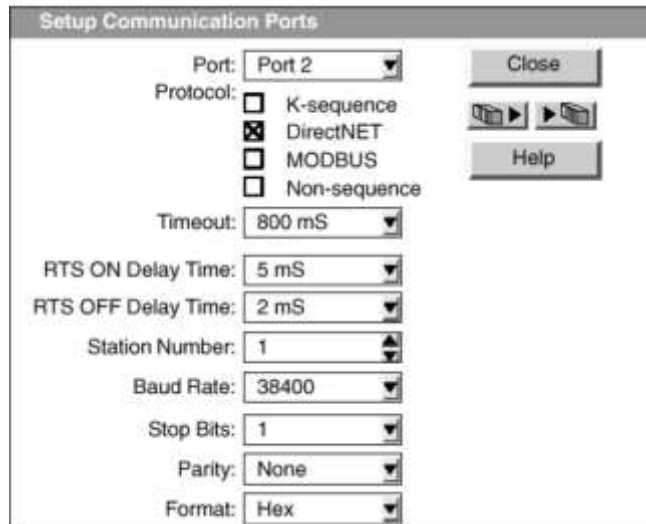 Setup Communication Ports
Port: Port 2 Close
Protocol:
K-sequence
DirectNET
MODBUS Help
Non-sequence
Timeout: 800 mS
RTS ON Delay Time: 5 mS
RTS OFF Delay Time: 2 mS
Station Number: 1
Baud Rate: 38400
Stop Bits: 1
Parity: None
Format: Hex